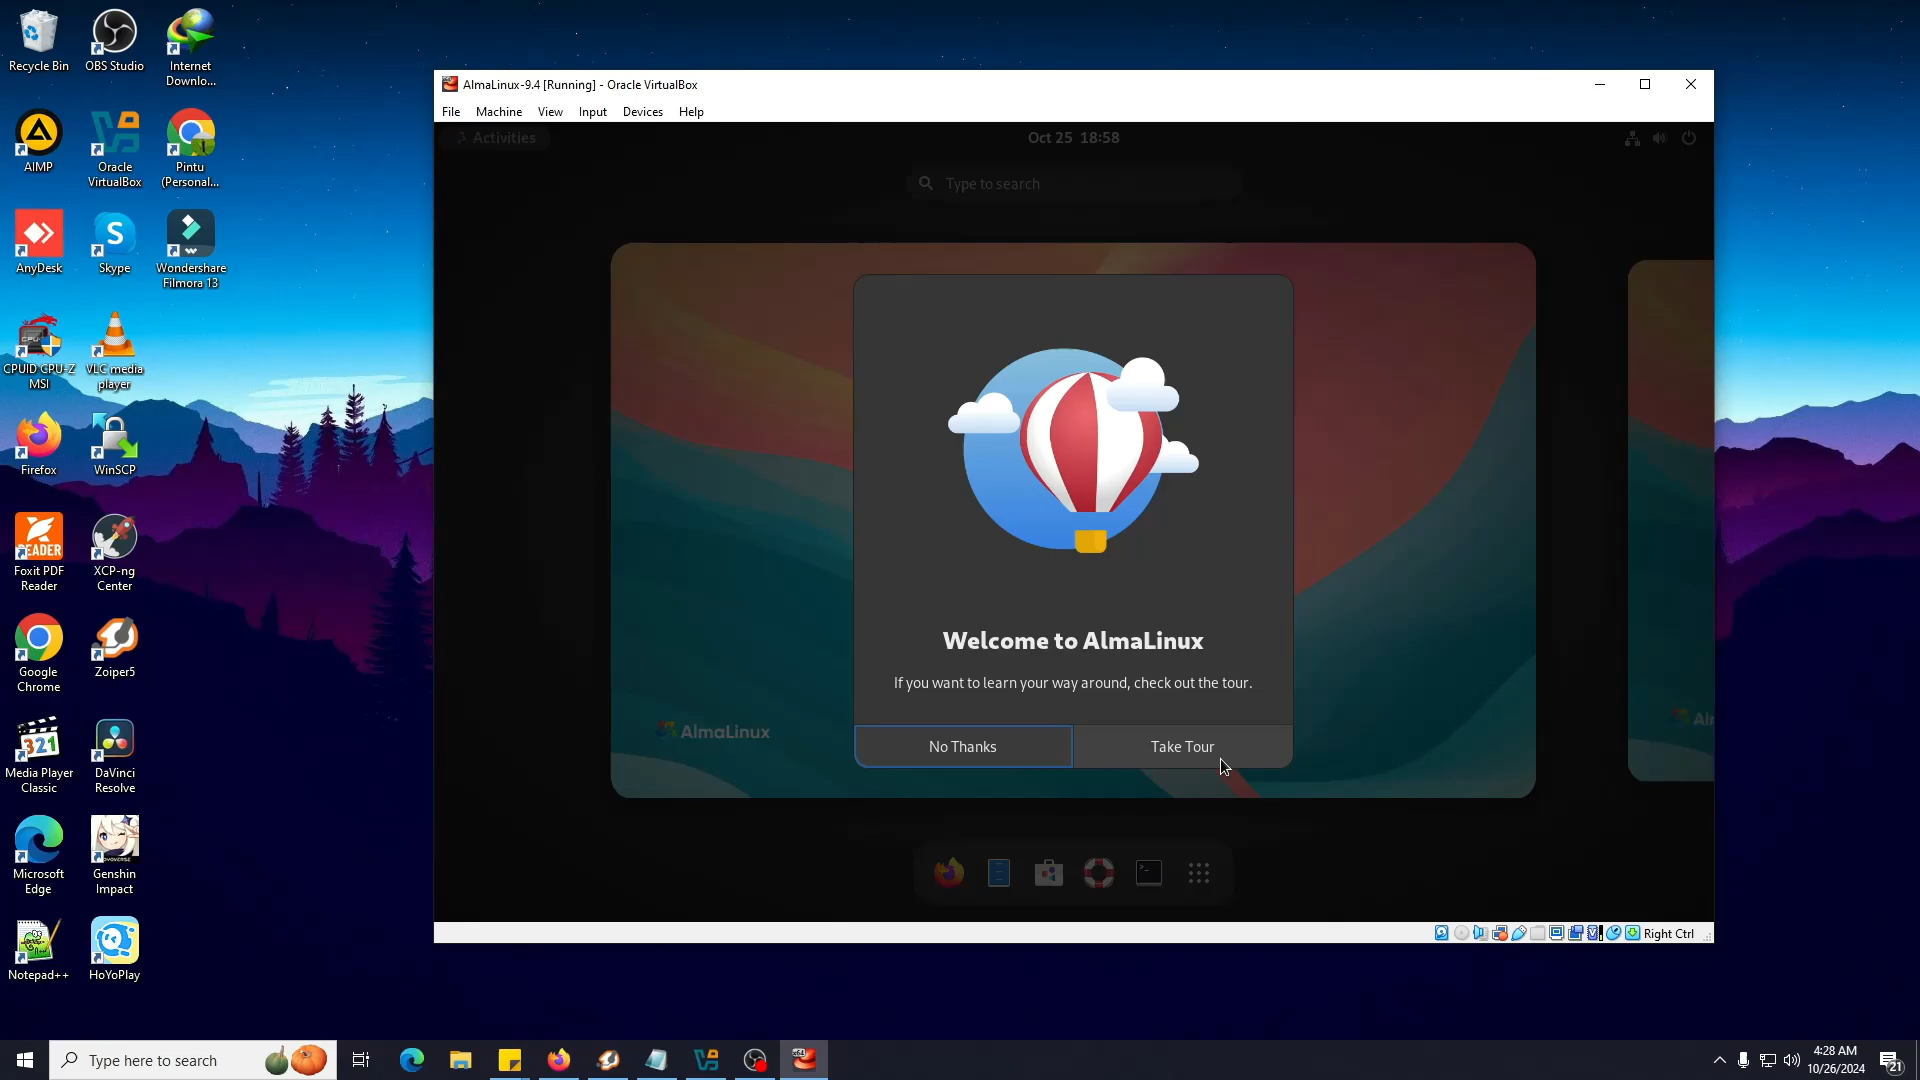 Recycle Bin
OBS Studio
Internet
Downlo...
AIMP
Oracle
VirtualBox
Pintu
(Personal...
AnyDesk
Skype
Wondershare
Filmora 13
CPUID CPU-Z
MSI
VLC media
player
Firefox
WinSCP
READER
Foxit PDF
Reader
XCP-ng
Center
Google
Chrome
Zoiper5
321
Media Player
Classic
DaVinci
Resolve
Microsoft
Edge
Genshin
Impact
Notepad++
HoYoPlay
AlmaLinux-9.4 [Running] - Oracle VirtualBox
File Machine View Input Devices Help
Activities
Oct 25 18:58
Type to search
Welcome to AlmaLinux
If you want to learn your way around, check out the tour.
AlmaLinux
No Thanks
Take Tour
Right Ctrl
Type here to search
4:28 AM
10/26/2024
21